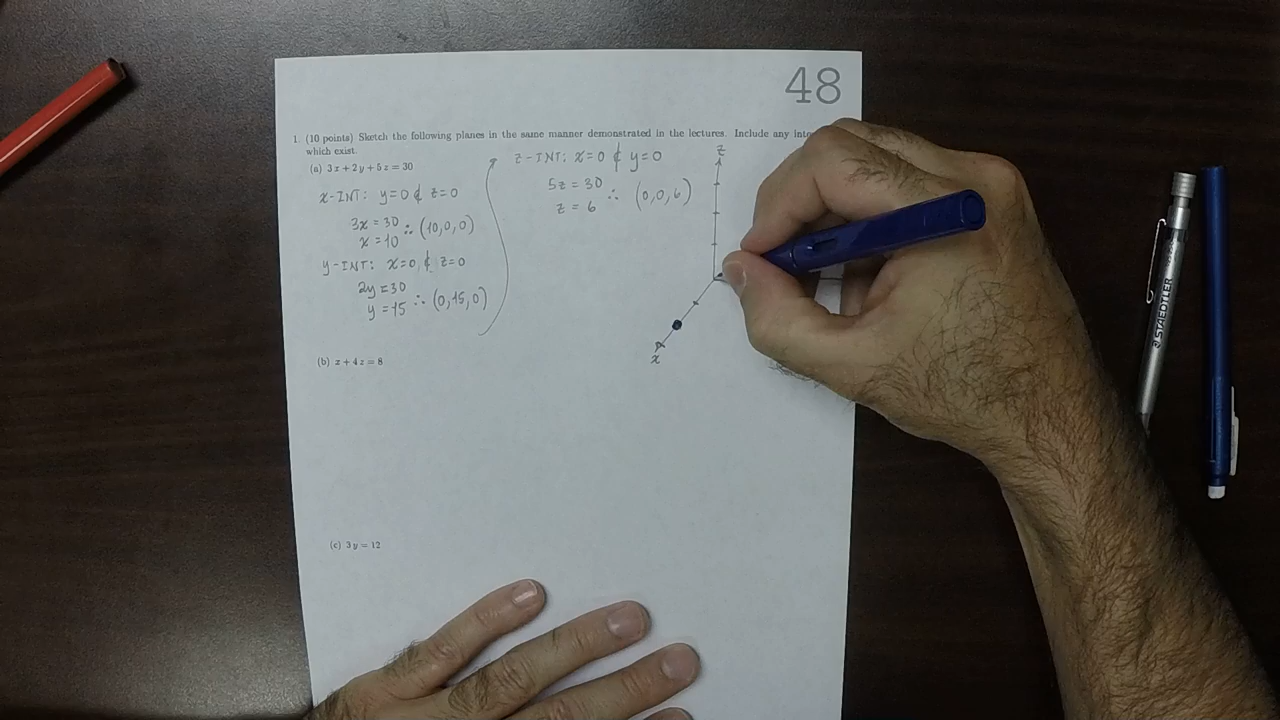 48
1. (10 points) Sketch the following planes in the same manner demonstrated in the lectures. Include any
which exist.
(a) 3x + 2y + 5z = 30
x-INT: y=0 & z=0
3x = 30
x = 10 ∴ (10,0,0)
y-INT: x=0 & z=0
2y = 30
y = 15 ∴ (0,15,0)
z-INT: x=0 & y=0
5z = 30
z = 6 ∴ (0,0,6)
z
x
(b) x + 4z = 8
(c) 3y = 12
STAEDTLER